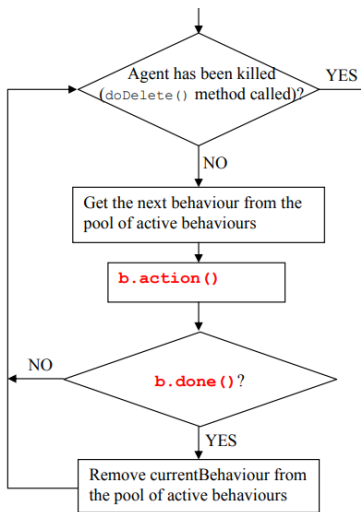 Agent has been killed
(doDelete() method called)?
YES
NO
Get the next behaviour from the
pool of active behaviours
b.action()
NO
b.done()?
YES
Remove currentBehaviour from
the pool of active behaviours